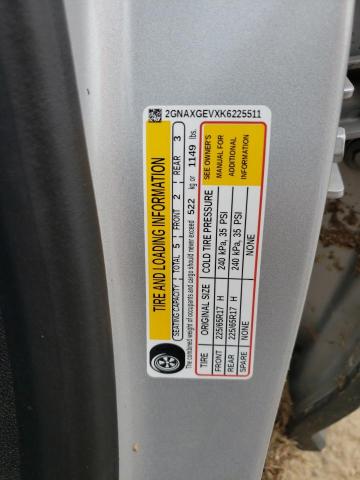 2GNAXGEVXK6225511
TIRE AND LOADING INFORMATION
SEATING CAPACITY TOTAL 5 FRONT 2 REAR 3
The combined weight of occupants and cargo should never exceed 522 kg or 1149 lbs.
TIRE ORIGINAL SIZE COLD TIRE PRESSURE
FRONT 225/65R17 H 240 kPa, 35 PSI
REAR 225/65R17 H 240 kPa, 35 PSI
SPARE NONE NONE
SEE OWNER'S
MANUAL FOR
ADDITIONAL
INFORMATION